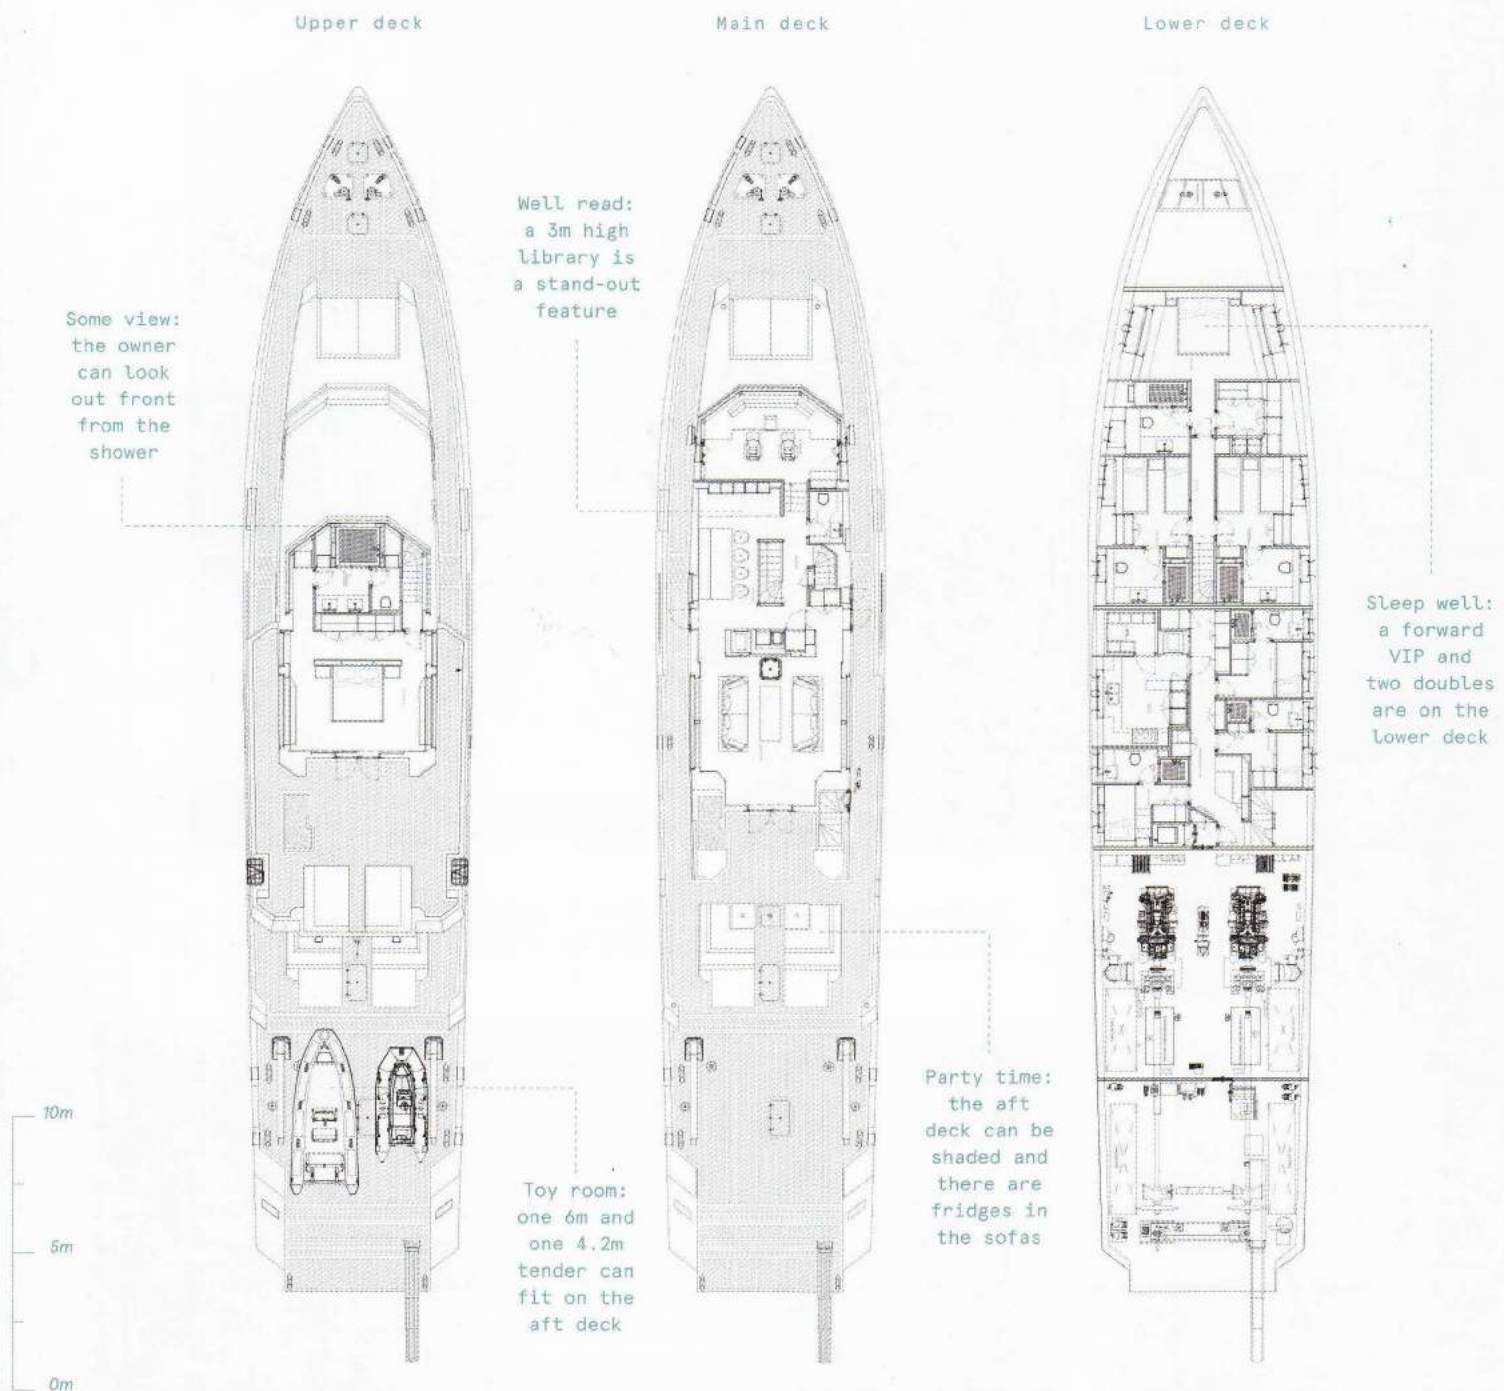 Upper deck
Main deck
Lower deck
Well read:
a 3m high
library is
a stand-out
feature
Some view:
the owner
can look
out front
from the
shower
Sleep well:
a forward
VIP and
two doubles
are on the
lower deck
Party time:
the aft
deck can be
shaded and
there are
fridges in
the sofas
Toy room:
one 6m and
one 4.2m
tender can
fit on the
aft deck
10m
5m
0m